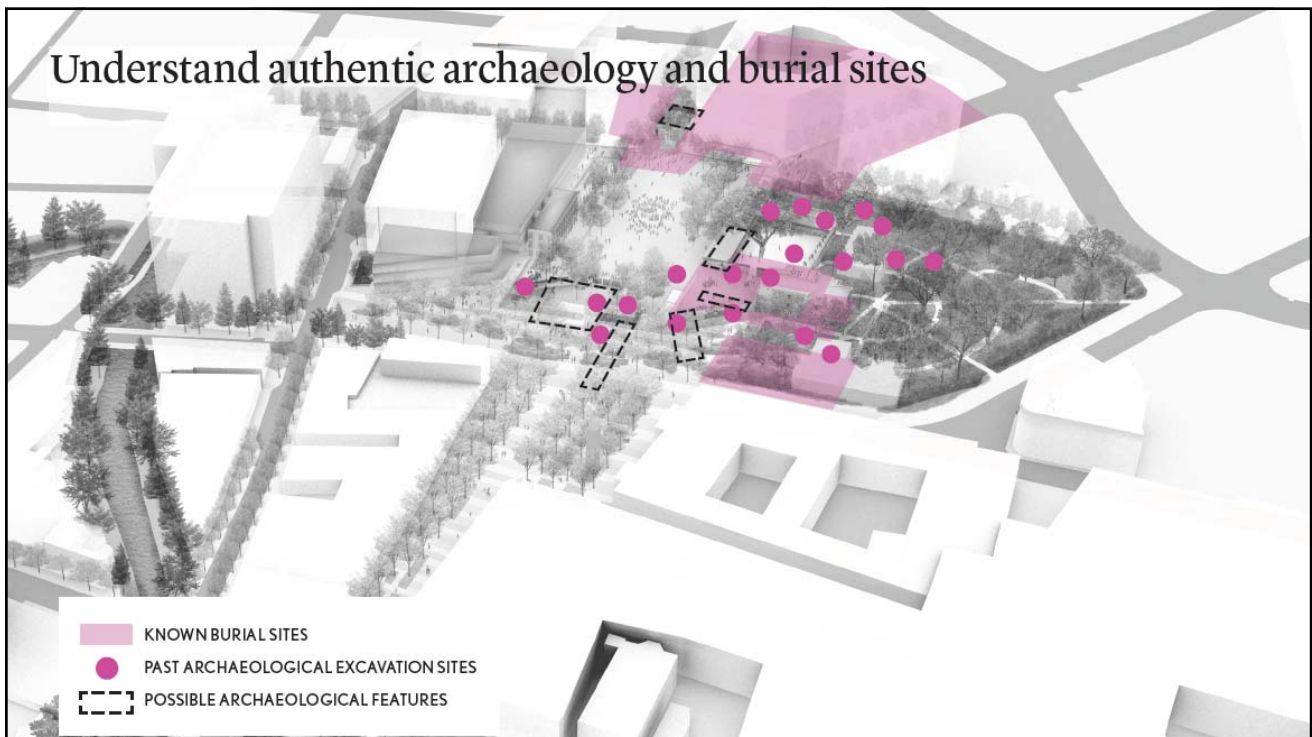 Understand authentic archaeology and burial sites
KNOWN BURIAL SITES
PAST ARCHAEOLOGICAL EXCAVATION SITES
POSSIBLE ARCHAEOLOGICAL FEATURES